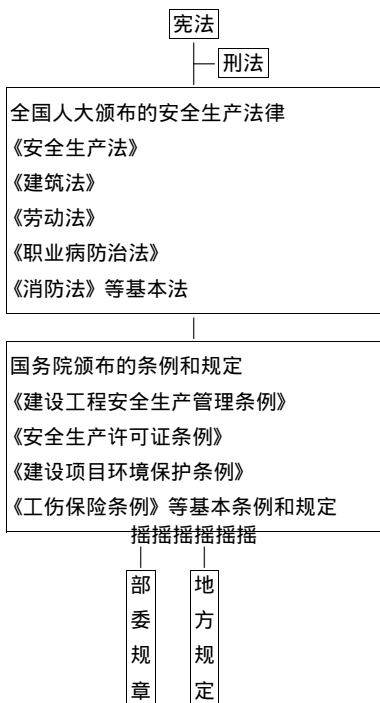 宪法
刑法
全国人大颁布的安全生产法律
《安全生产法》
《建筑法》
《劳动法》
《职业病防治法》
《消防法》等基本法
国务院颁布的条例和规定
《建设工程安全生产管理条例》
《安全生产许可证条例》
《建设项目环境保护条例》
《工伤保险条例》等基本条例和规定
摇摇摇摇摇摇
部委规章
地方规定